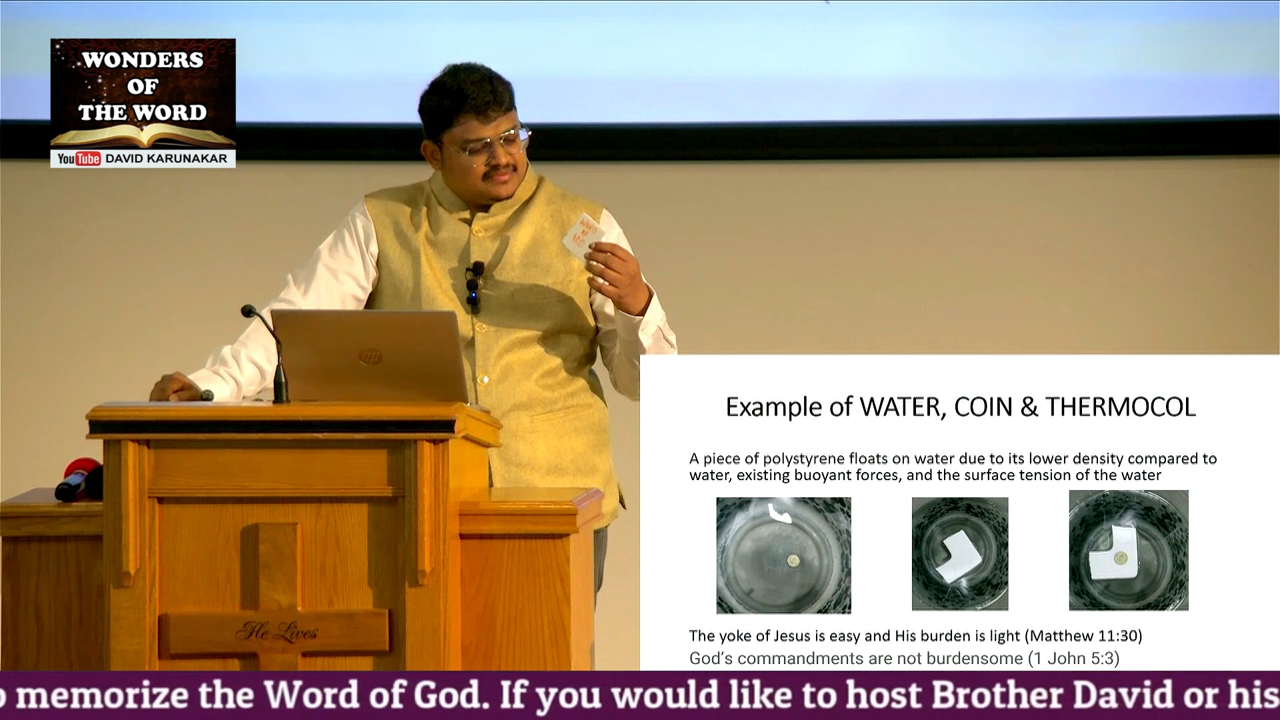 WONDERS
OF
THE WORD
YouTube DAVID KARUNAKAR
Example of WATER, COIN & THERMOCOL
A piece of polystyrene floats on water due to its lower density compared to
water, existing buoyant forces, and the surface tension of the water
The yoke of Jesus is easy and His burden is light (Matthew 11:30)
God's commandments are not burdensome (1 John 5:3)
He Lives
o memorize the Word of God. If you would like to host Brother David or his